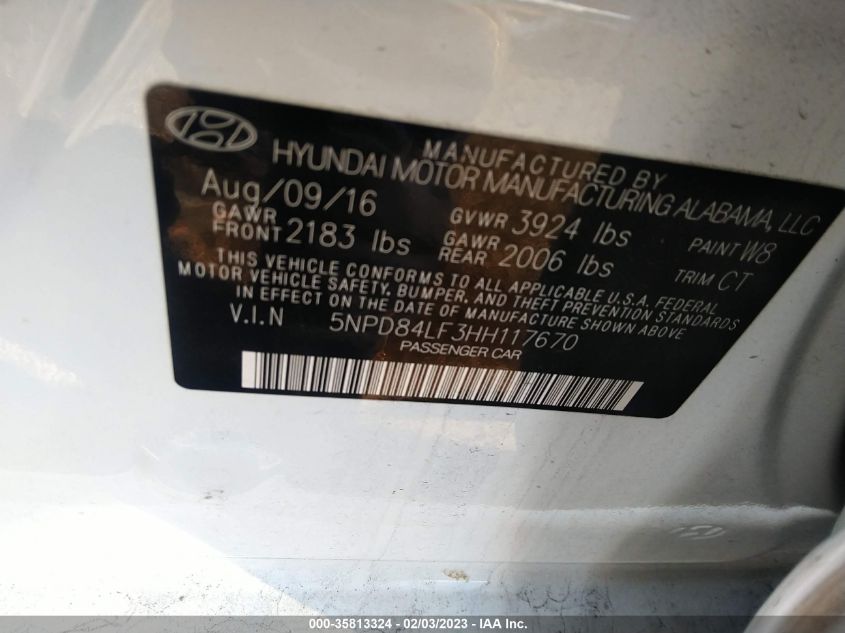 MANUFACTURED BY
HYUNDAI MOTOR MANUFACTURING ALABAMA, LLC
Aug/09/16
GVWR 3924 lbs
PAINT W8
GAWR FRONT 2183 lbs
GAWR REAR 2006 lbs
TRIM CT
THIS VEHICLE CONFORMS TO ALL APPLICABLE U.S.A. FEDERAL
MOTOR VEHICLE SAFETY, BUMPER, AND THEFT PREVENTION STANDARDS
IN EFFECT ON THE DATE OF MANUFACTURE SHOWN ABOVE
V.I.N 5NPD84LF3HH117670
PASSENGER CAR
000-35813324 - 02/03/2023 - IAA Inc.